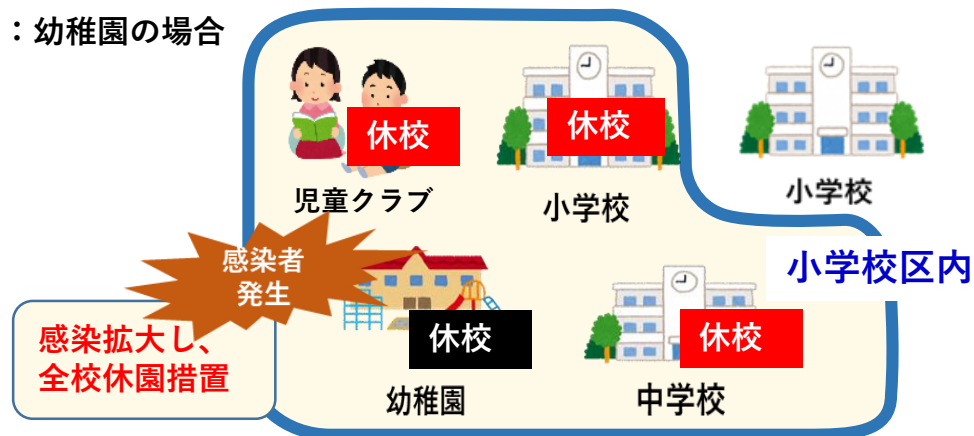 ：幼稚園の場合
休校
休校
児童クラブ
小学校
小学校
感染者
発生
小学校区内
感染拡大し、
全校休園措置
休校
休校
幼稚園
中学校